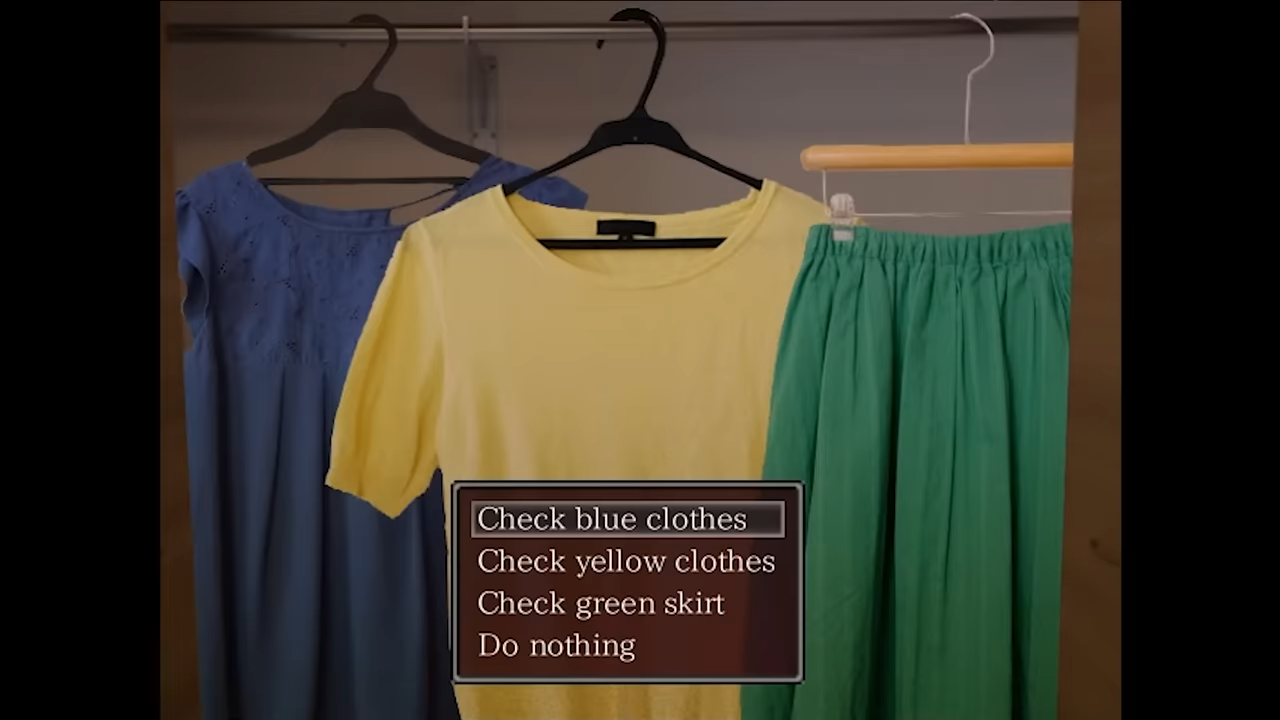 Check blue clothes
Check yellow clothes
Check green skirt
Do nothing